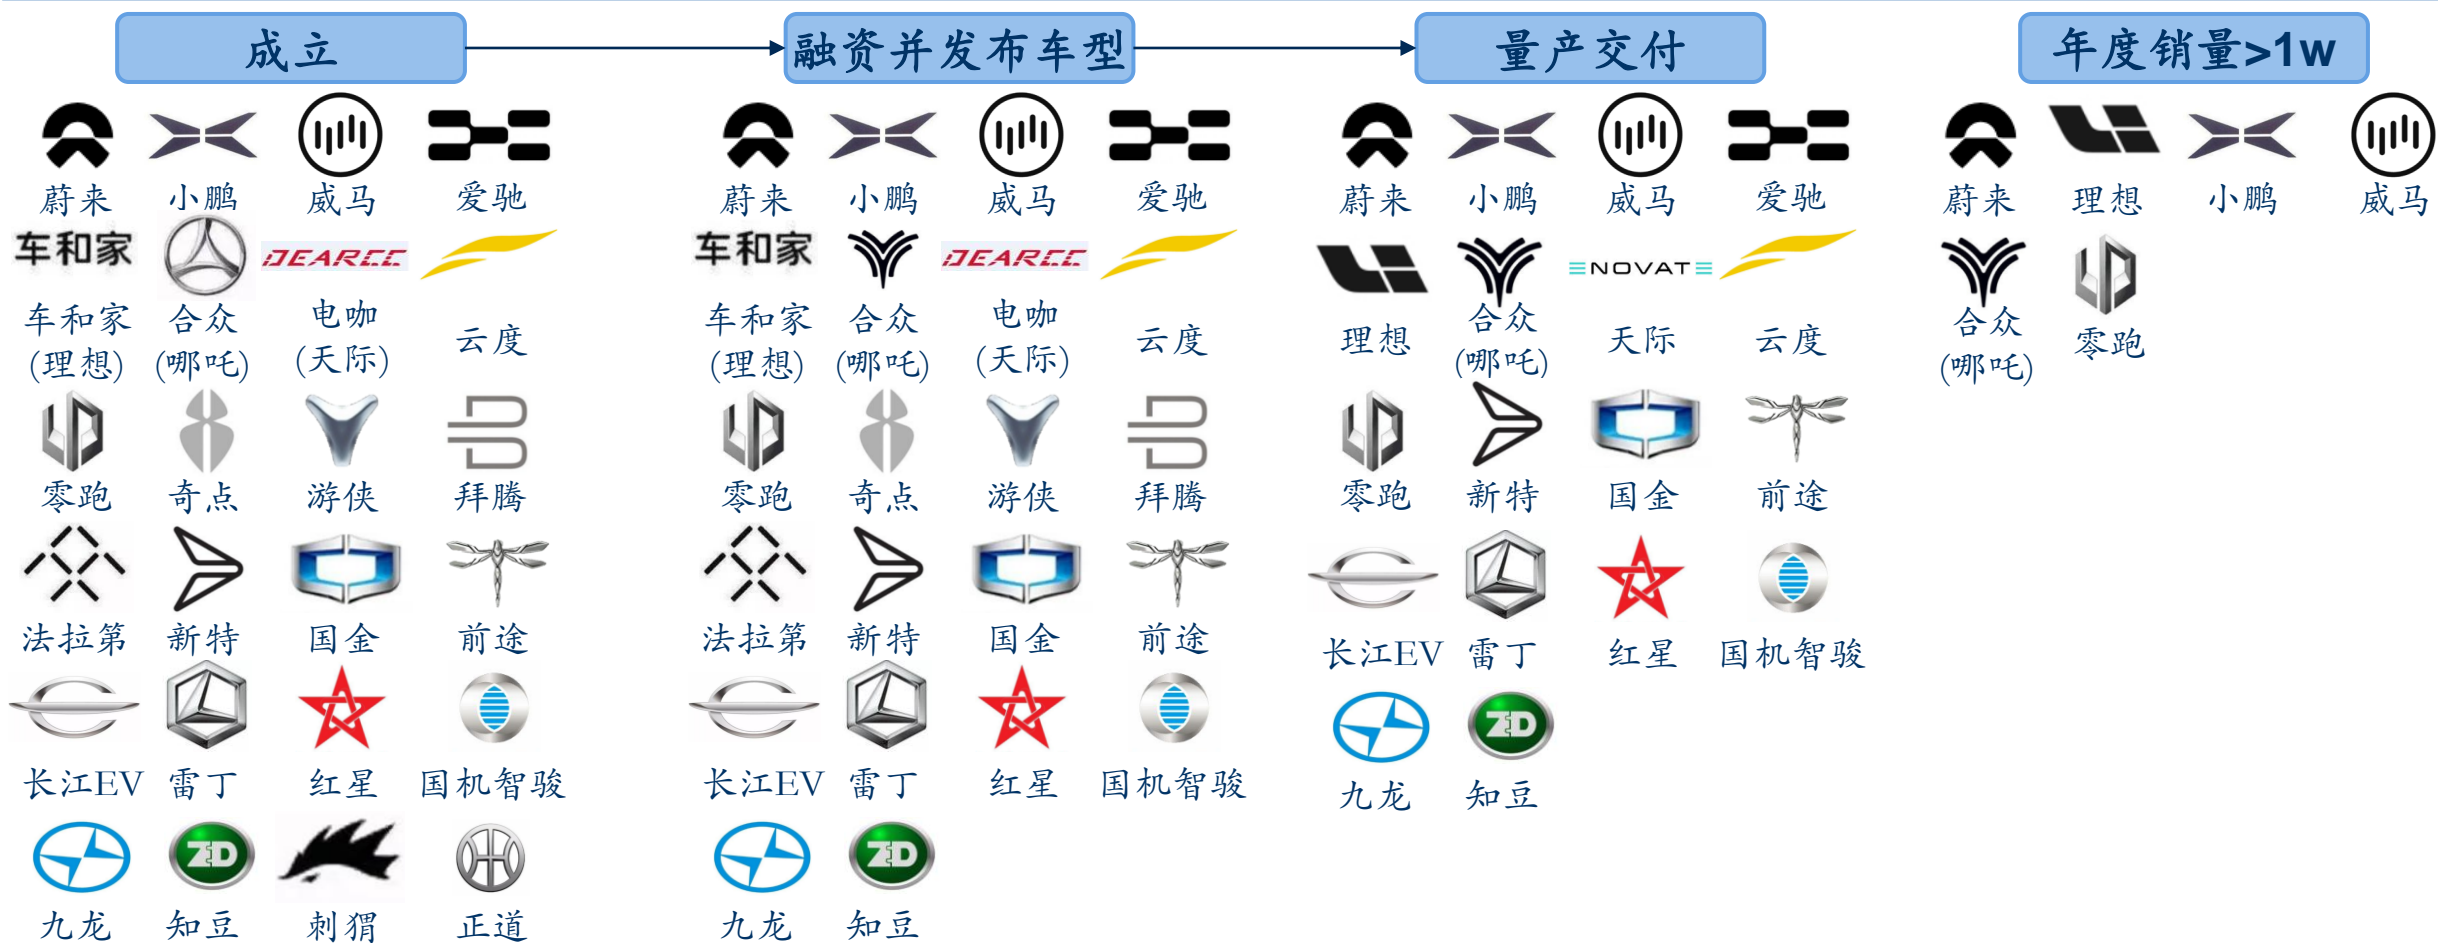 成立
融资并发布车型
量产交付
年度销量>1w
蔚来 小鹏 威马 爱驰
车和家 DEARCC
车和家 合众 电咖 云度
(理想) (哪吒) (天际)
零跑 奇点 游侠 拜腾
法拉第 新特 国金 前途
长江EV 雷丁 红星 国机智骏
ZD
九龙 知豆 刺猬 正道
蔚来 小鹏 威马 爱驰
车和家 DEARCC
车和家 合众 电咖 云度
(理想) (哪吒) (天际)
零跑 奇点 游侠 拜腾
法拉第 新特 国金 前途
长江EV 雷丁 红星 国机智骏
ZD
九龙 知豆
蔚来 小鹏 威马 爱驰
ENOVATE
理想 合众 天际 云度
(哪吒)
零跑 新特 国金 前途
长江EV 雷丁 红星 国机智骏
ZD
九龙 知豆
蔚来 理想 小鹏 威马
合众 零跑
(哪吒)